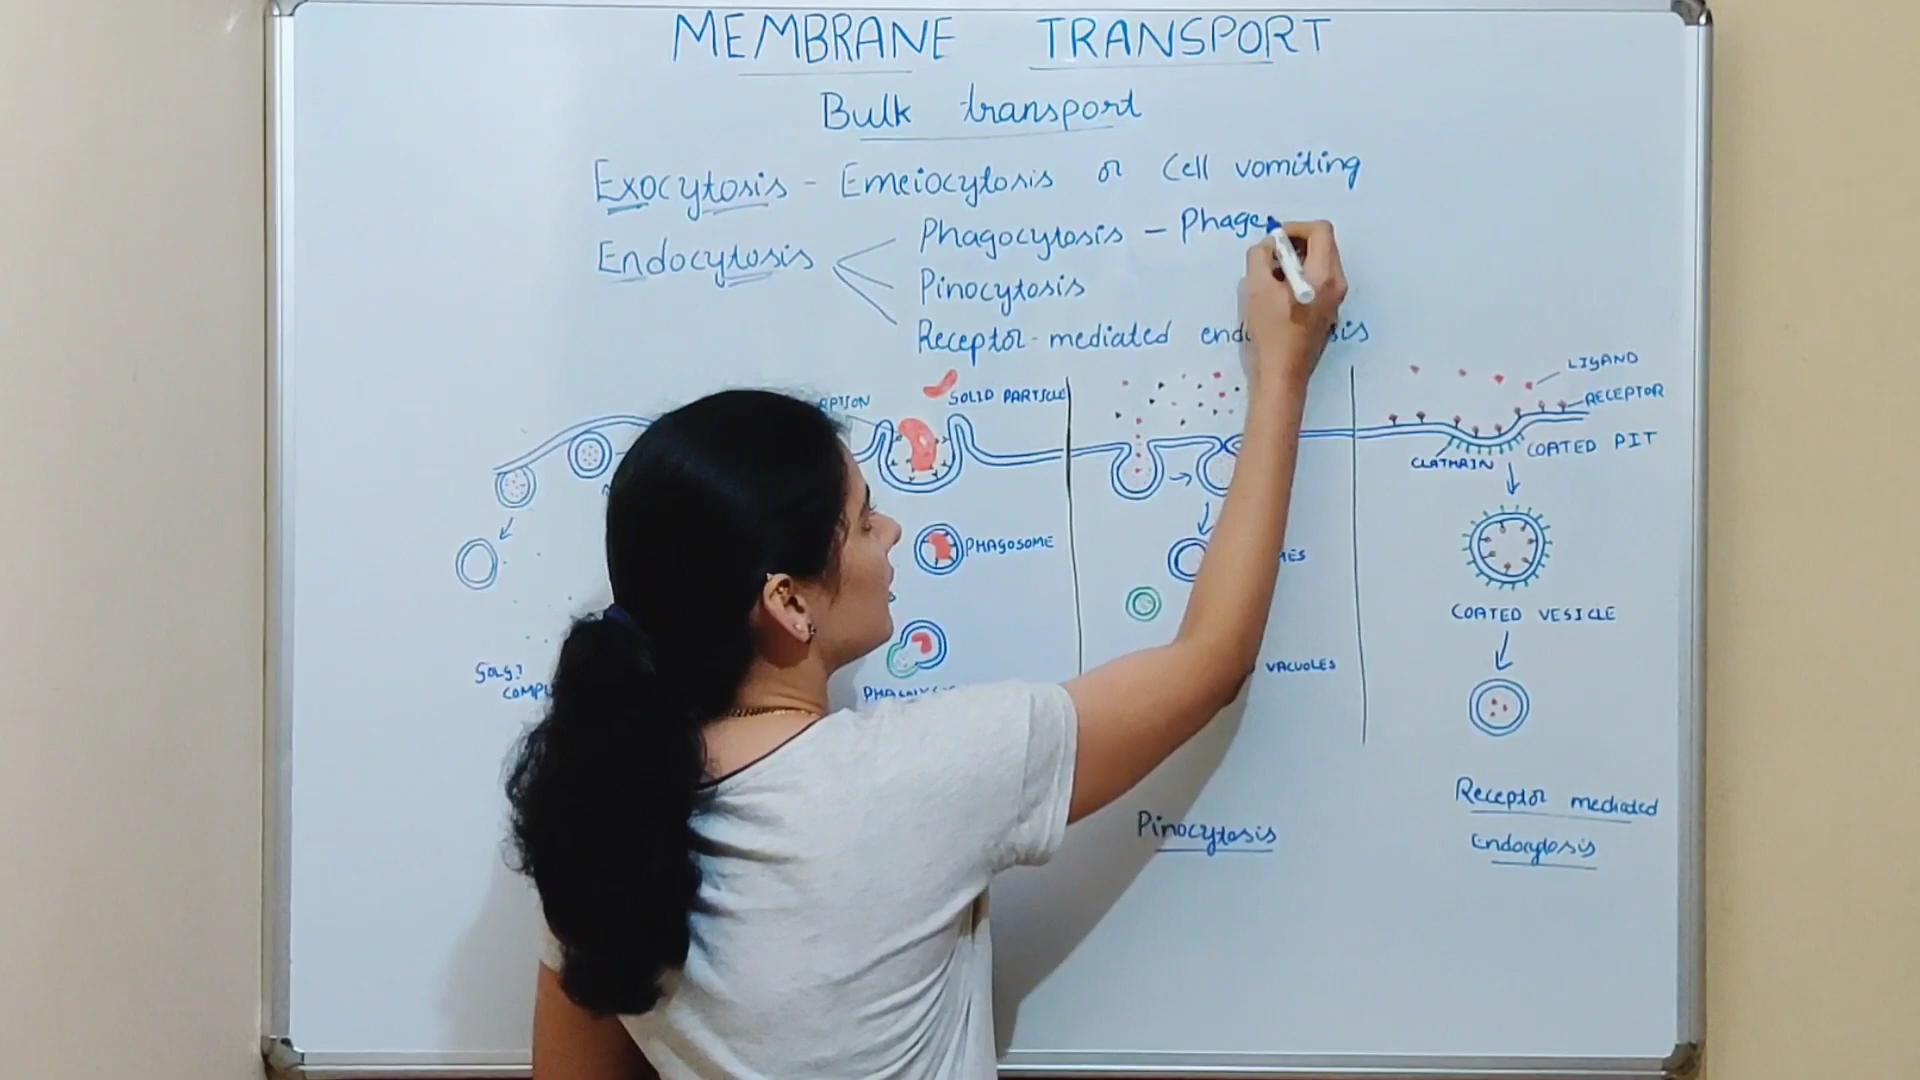 MEMBRANE TRANSPORT
Bulk transport
Exocytosis - Emeiocytosis or Cell vomiting
Endocytosis
Phagocytosis - Phage
Pinocytosis
Receptor-mediated
SOLID PARTICLE
LIGAND
RECEPTOR
COATED PIT
CLATHRIN
PHAGOSOME
COATED VESICLE
VACUOLES
Golgi
Pinocytosis
Receptor mediated
Endocytosis